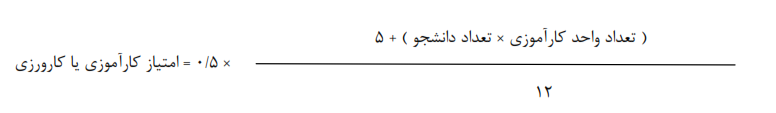 ( تعداد واحد کارآموزی × تعداد دانشجو ) + ۵
× ۰/۵ = امتیاز کارآموزی یا کارورزی
۱۲